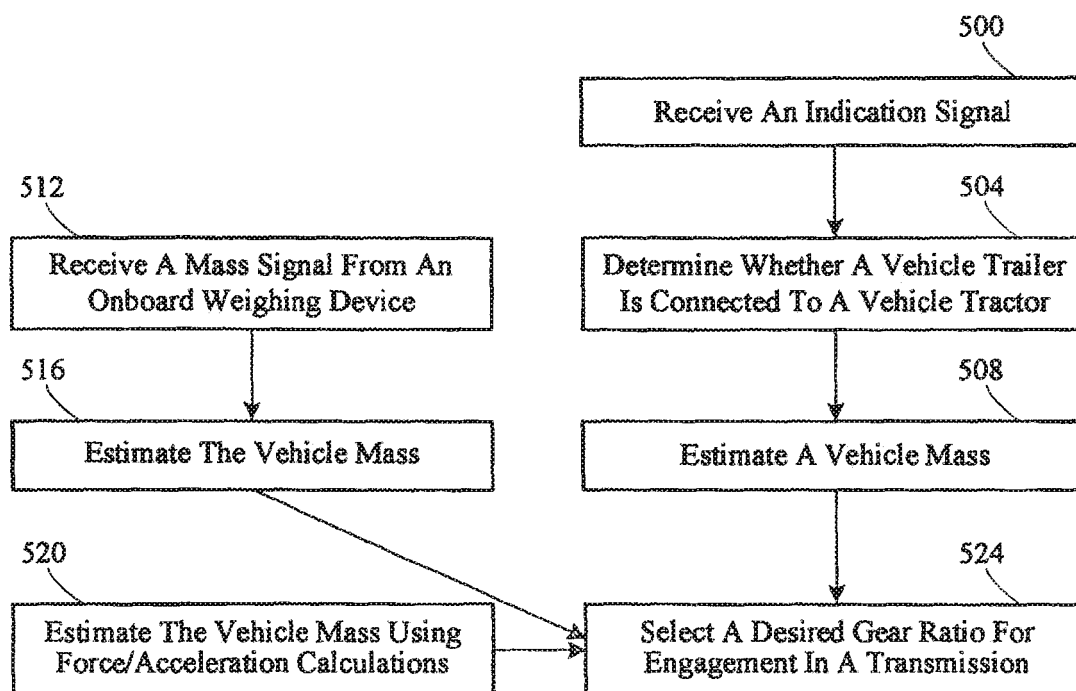 500
Receive An Indication Signal
512
504
Receive A Mass Signal From An
Onboard Weighing Device
Determine Whether A Vehicle Trailer
Is Connected To A Vehicle Tractor
516
508
Estimate The Vehicle Mass
Estimate A Vehicle Mass
520
524
Estimate The Vehicle Mass Using
Force/Acceleration Calculations
Select A Desired Gear Ratio For
Engagement In A Transmission